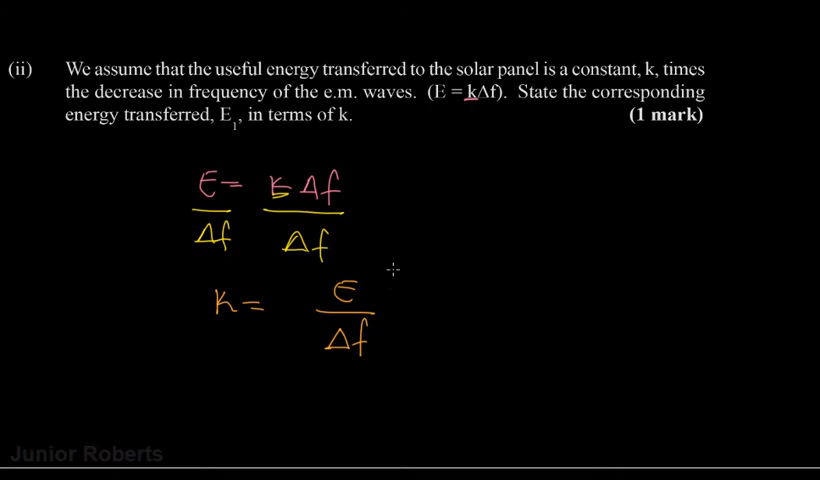 (ii) We assume that the useful energy transferred to the solar panel is a constant, k, times
the decrease in frequency of the e.m. waves. (E = kΔf). State the corresponding
energy transferred, E₁, in terms of k. (1 mark)
E = k Δf
Δf Δf
k = E
Δf
Junior Roberts